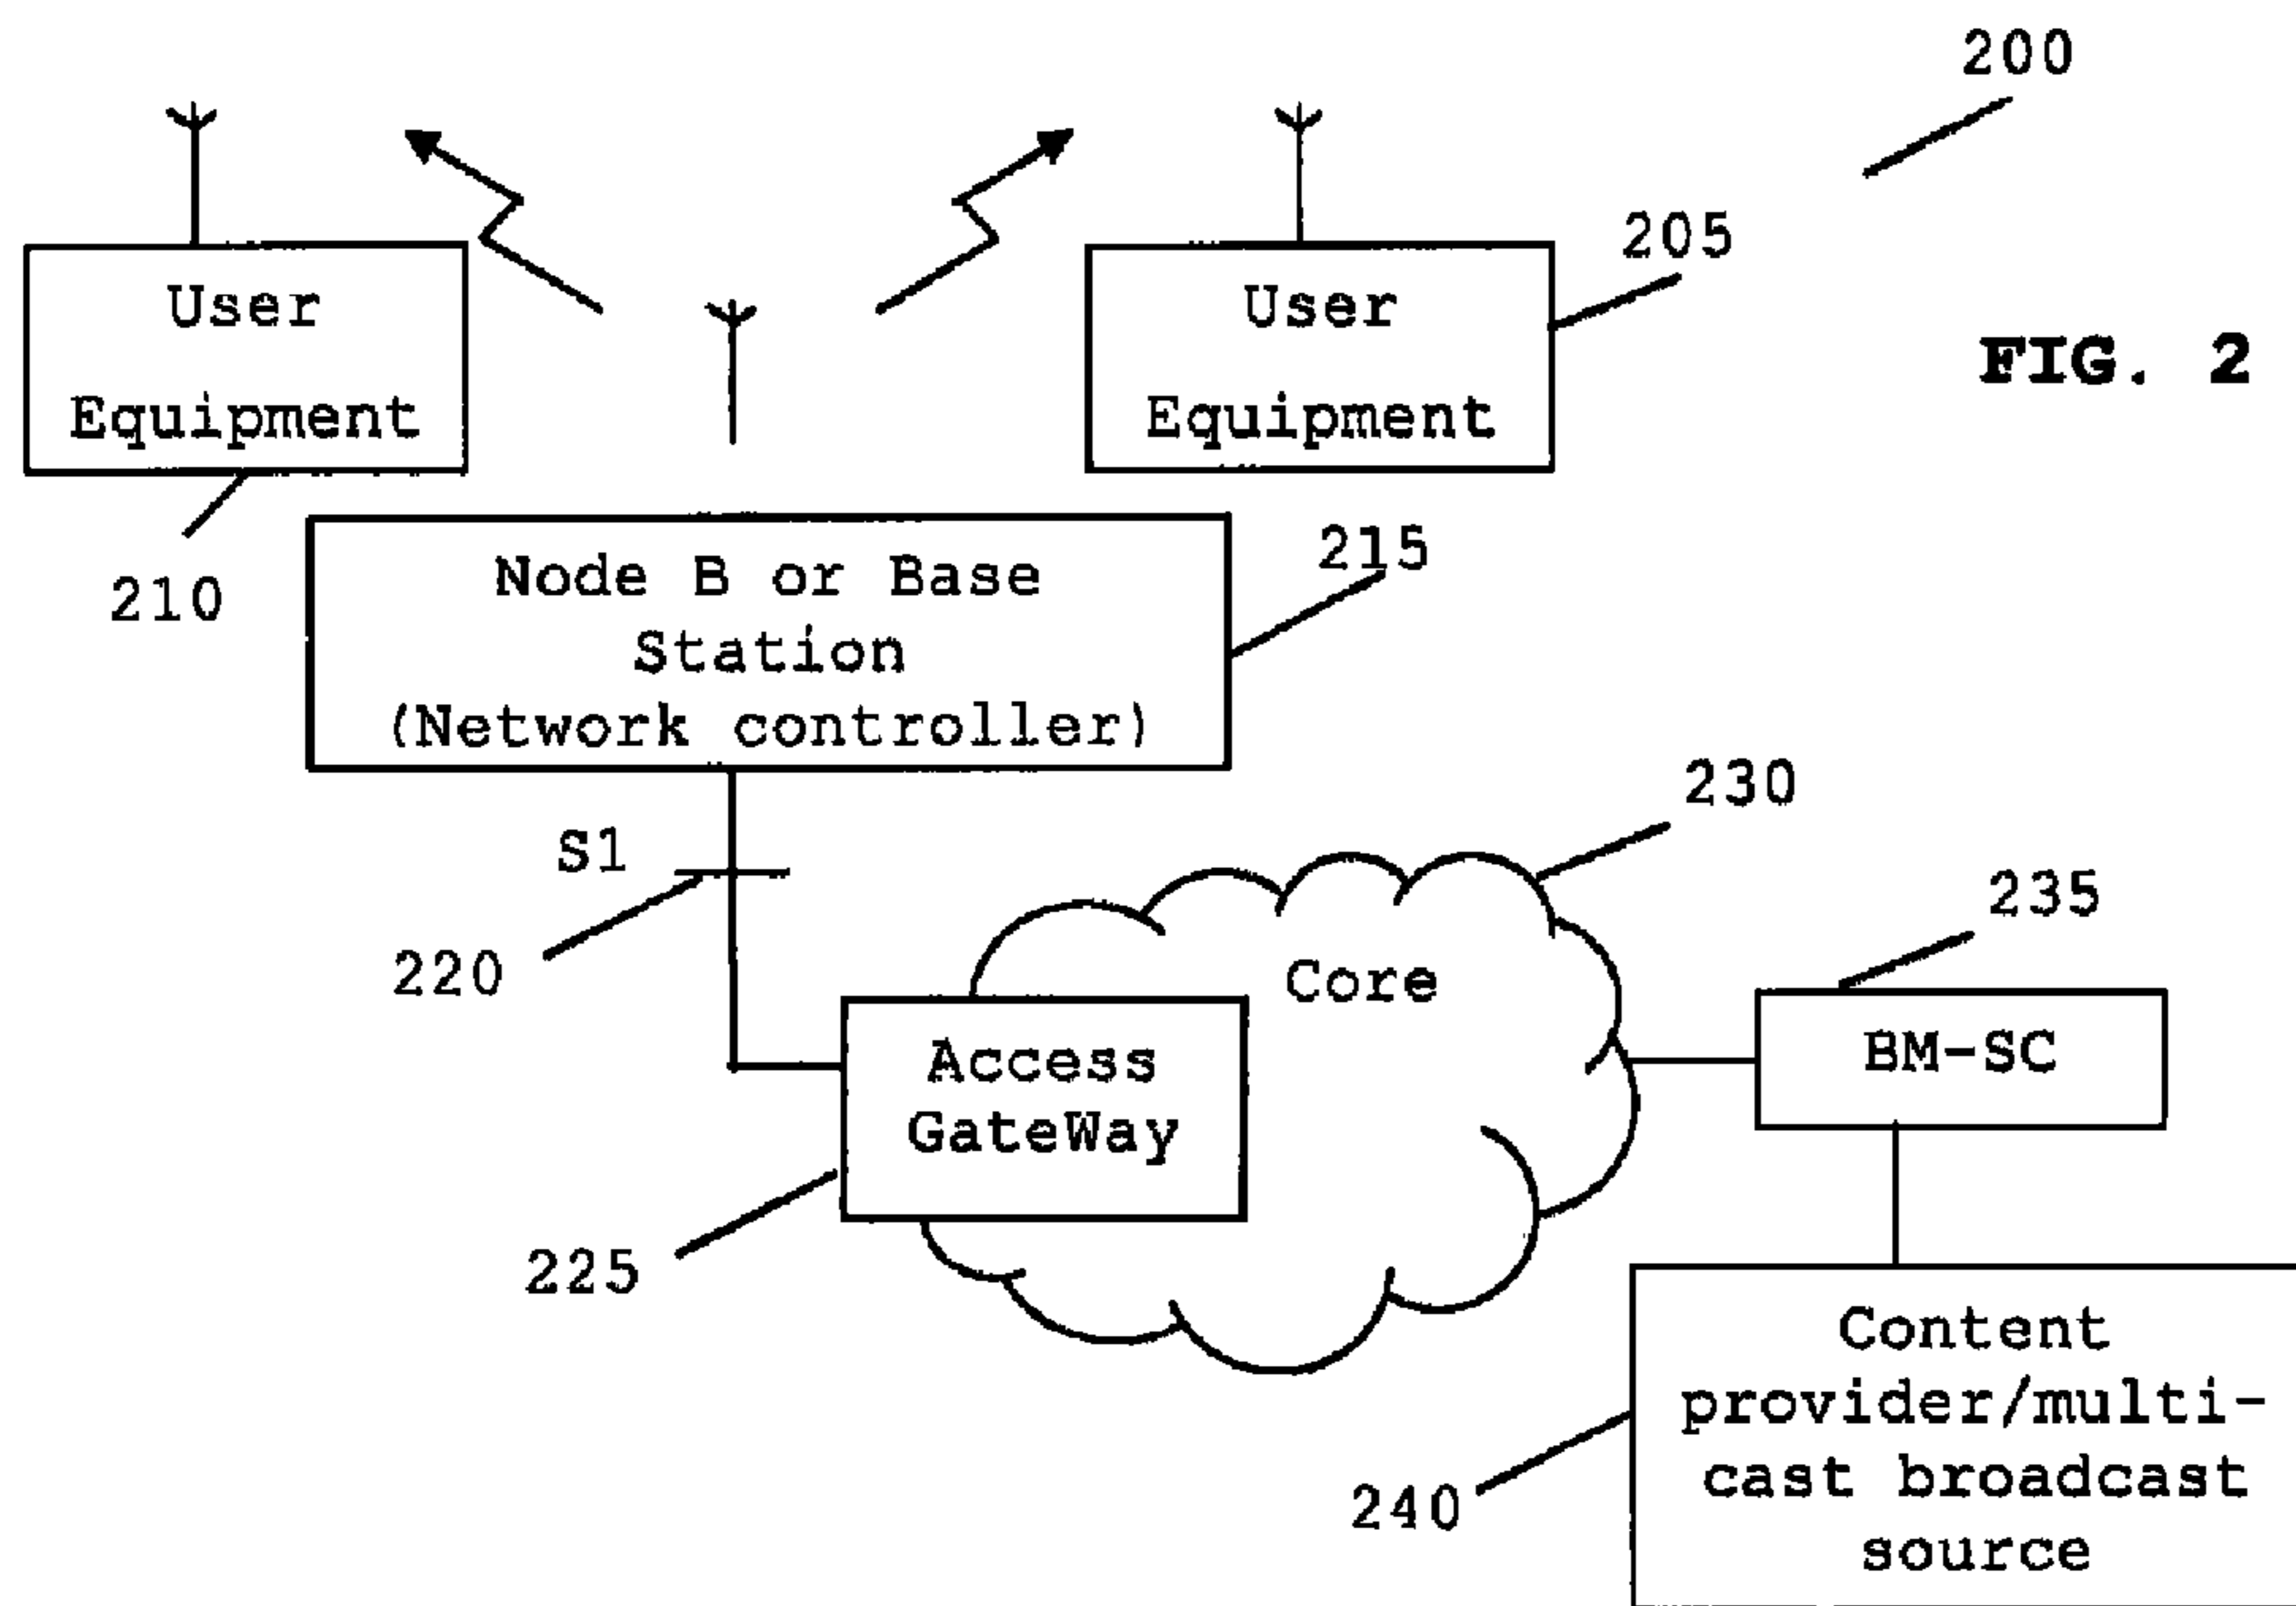 200
205
User
Equipment
User
Equipment
FIG. 2
210
215
Node B or Base
Station
(Network controller)
S1
220
230
235
Core
Access
GateWay
BM-SC
225
240
Content
provider/multi-
cast broadcast
source